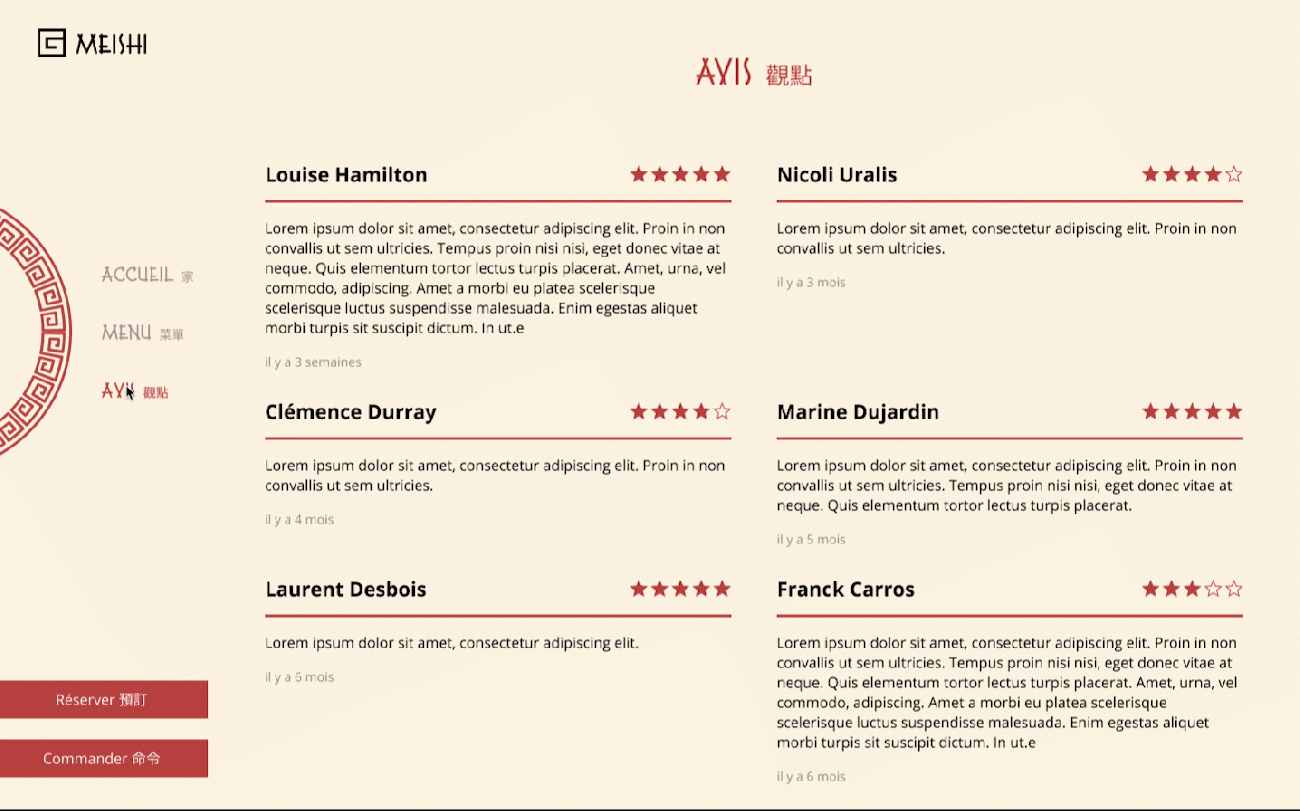 MEISHI
AVIS 觀點
ACCUEIL 家
MENU 菜單
觀點
Réserver 預訂
Commander 命令
Louise Hamilton
Lorem ipsum dolor sit amet, consectetur adipiscing elit. Proin in non
convallis ut sem ultricies. Tempus proin nisi nisi, eget donec vitae at
neque. Quis elementum tortor lectus turpis placerat. Amet, urna, vel
commodo, adipiscing. Amet a morbi eu platea scelerisque
scelerisque luctus suspendisse malesuada. Enim egestas aliquet
morbi turpis sit suscipit dictum. In ut.e
il y a 3 semaines
Nicoli Uralis
Lorem ipsum dolor sit amet, consectetur adipiscing elit. Proin in non
convallis ut sem ultricies.
il y a 3 mois
Clémence Durray
Lorem ipsum dolor sit amet, consectetur adipiscing elit. Proin in non
convallis ut sem ultricies.
il y a 4 mois
Marine Dujardin
Lorem ipsum dolor sit amet, consectetur adipiscing elit. Proin in non
convallis ut sem ultricies. Tempus proin nisi nisi, eget donec vitae at
neque. Quis elementum tortor lectus turpis placerat.
il y a 5 mois
Laurent Desbois
Lorem ipsum dolor sit amet, consectetur adipiscing elit.
il y a 6 mois
Franck Carros
Lorem ipsum dolor sit amet, consectetur adipiscing elit. Proin in non
convallis ut sem ultricies. Tempus proin nisi nisi, eget donec vitae at
neque. Quis elementum tortor lectus turpis placerat. Amet, urna, vel
commodo, adipiscing. Amet a morbi eu platea scelerisque
scelerisque luctus suspendisse malesuada. Enim egestas aliquet
morbi turpis sit suscipit dictum. In ut.e
il y a 6 mois